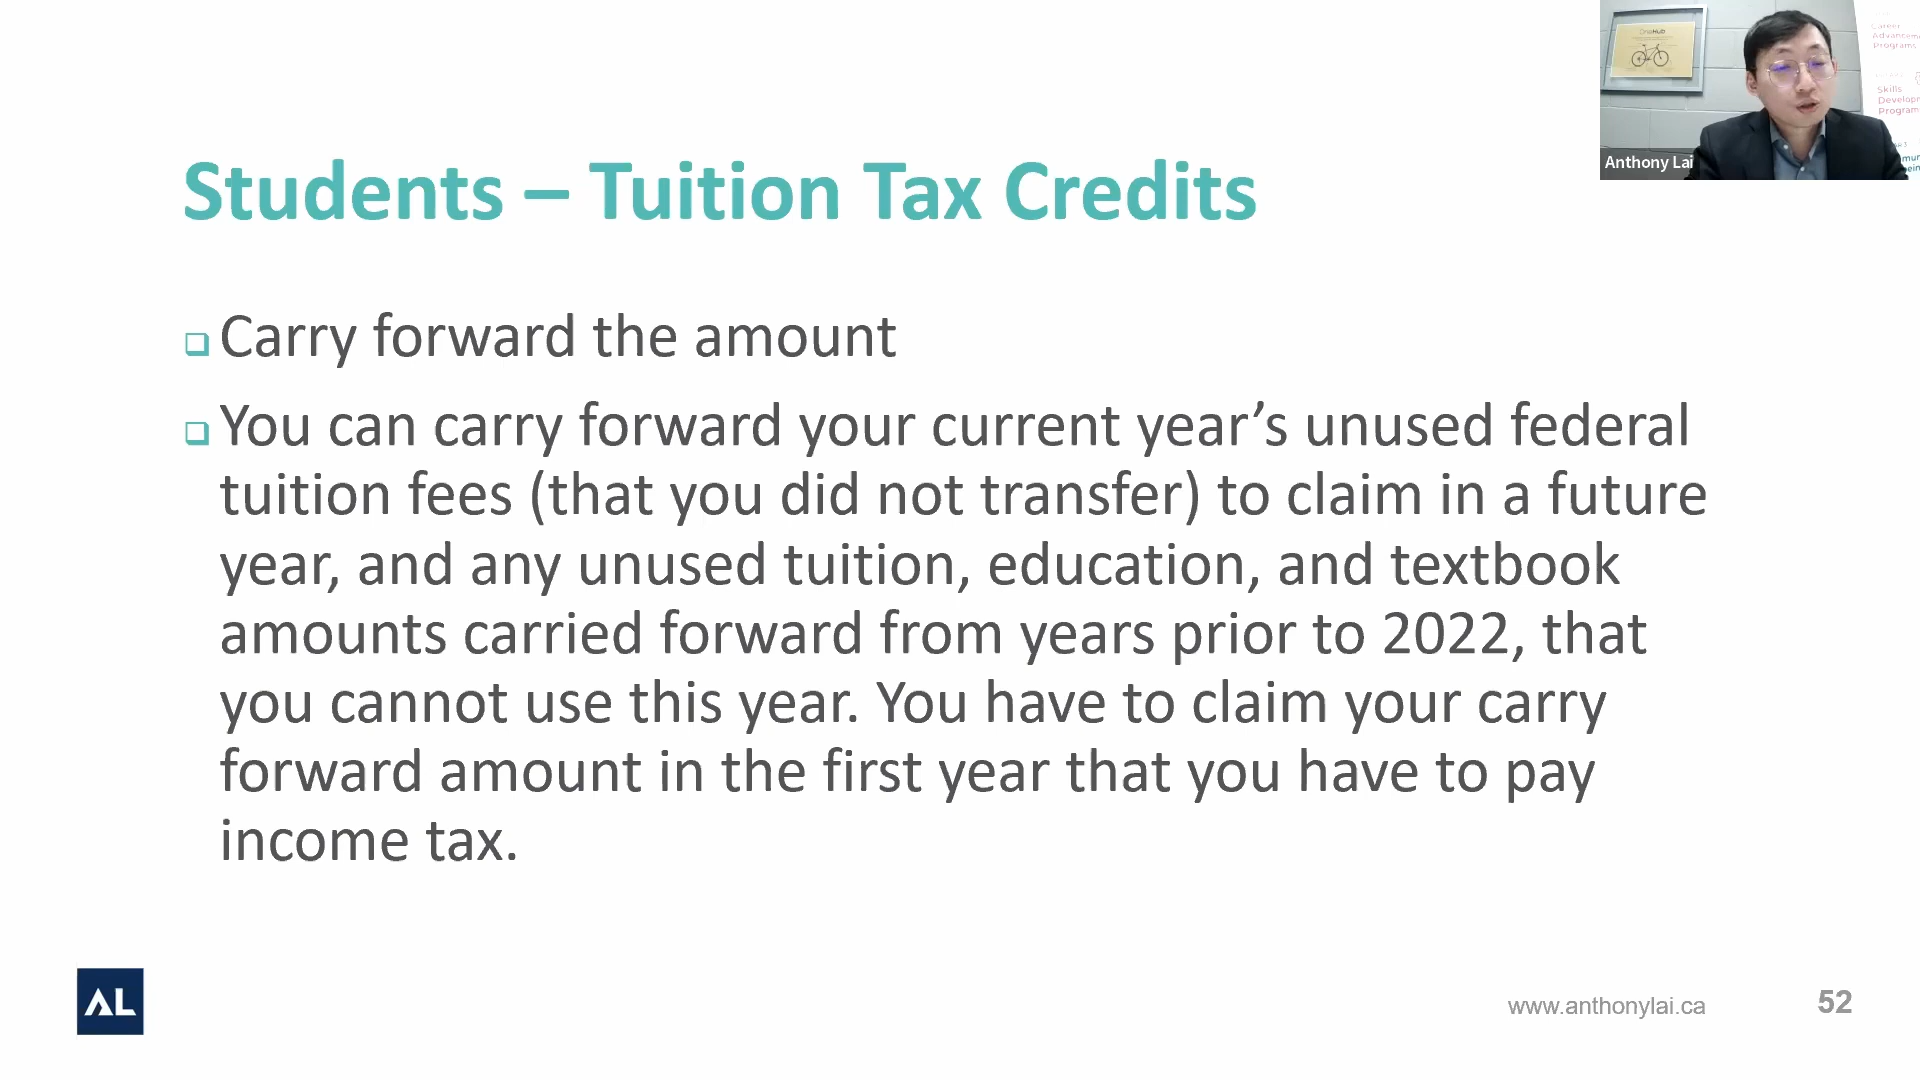 Students – Tuition Tax Credits
Carry forward the amount
You can carry forward your current year’s unused federal
tuition fees (that you did not transfer) to claim in a future
year, and any unused tuition, education, and textbook
amounts carried forward from years prior to 2022, that
you cannot use this year. You have to claim your carry
forward amount in the first year that you have to pay
income tax.
AL
www.anthonylai.ca
52
Anthony Lai
OneHub
Career
Programs
Skills